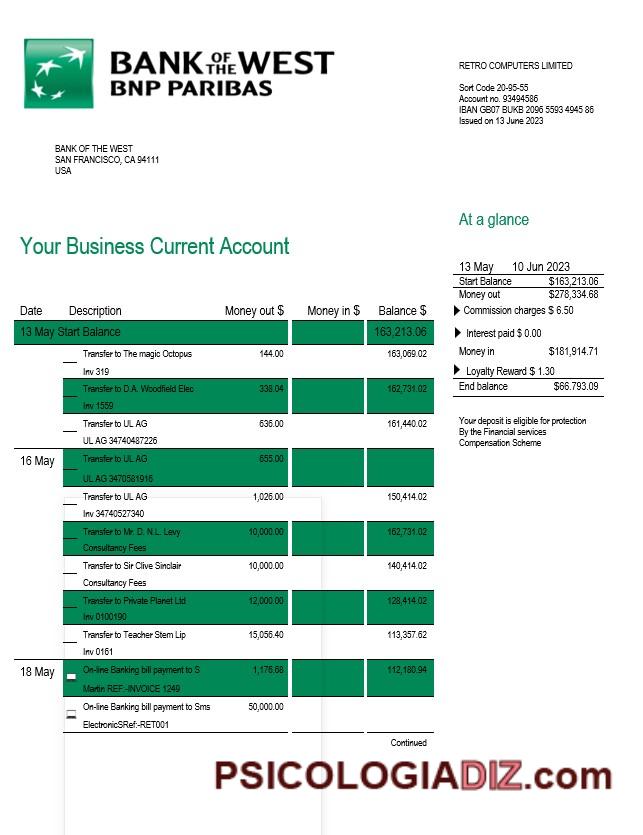 BANK OF THE WEST
BNP PARIBAS
RETRO COMPUTERS LIMITED
Sort Code 20-95-55
Account no. 93494586
IBAN GB07 BUKB 2096 5593 4945 86
Issued on 13 June 2023
BANK OF THE WEST
SAN FRANCISCO, CA 94111
USA
At a glance
Your Business Current Account
13 May 10 Jun 2023
Start Balance $163,213.06
Money out $278,334.68
Commission charges $ 6.50
Interest paid $ 0.00
Money in $181,914.71
Loyalty Reward $ 1.30
End balance $66.793.09
Your deposit is eligible for protection
By the Financial services
Compensation Scheme
Date Description Money out $ Money in $ Balance $
13 May Start Balance 163,213.06
Transfer to The magic Octopus 144.00 163,069.02
Inv 319
Transfer to D.A. Woodfield Elec 338.04 162,731.02
Inv 1559
Transfer to UL AG 636.00 161,440.02
UL AG 34740487226
16 May Transfer to UL AG 655.00
UL AG 3470581916
Transfer to UL AG 1,026.00 150,414.02
Inv 34740527340
Transfer to Mr. D. N.L. Levy 10,000.00 162,731.02
Consultancy Fees
Transfer to Sir Clive Sinclair 10,000.00 140,414.02
Consultancy Fees
Transfer to Private Planet Ltd 12,000.00 128,414.02
Inv 0100190
Transfer to Teacher Stem Lip 15,056.40 113,357.62
Inv 0161
18 May On-line Banking bill payment to S 1,176.68 112,180.94
Martin REF:-INVOICE 1249
On-line Banking bill payment to Sms 50,000.00
ElectronicSRef:-RET001
Continued
PSICOLOGIADIZ.com